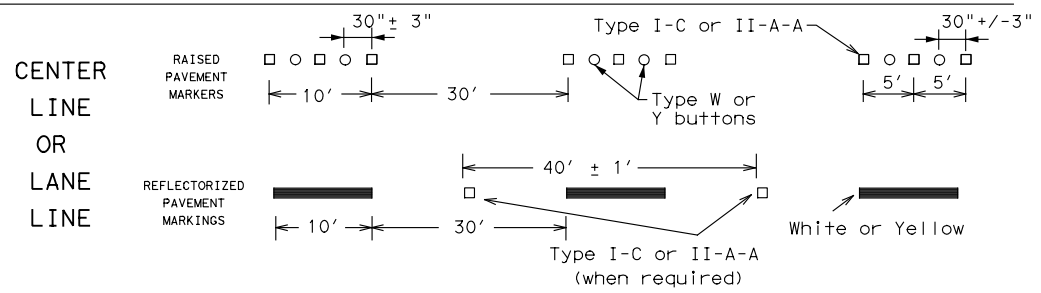 CENTER
LINE
OR
LANE
LINE
RAISED
PAVEMENT
MARKERS
30"± 3"
10'
30'
Type I-C or II-A-A
30"+/-3"
5'
5'
Type W or
Y buttons
REFLECTORIZED
PAVEMENT
MARKINGS
10'
30'
40' ± 1'
Type I-C or II-A-A
(when required)
White or Yellow